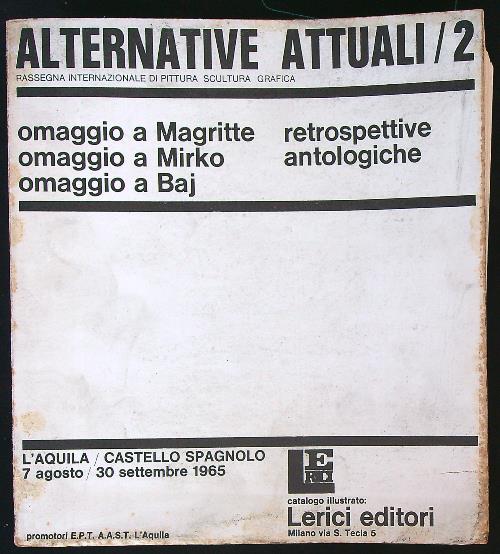 ALTERNATIVE ATTUALI/2
RASSEGNA INTERNAZIONALE DI PITTURA SCULTURA GRAFICA
omaggio a Magritte retrospettive
omaggio a Mirko antologiche
omaggio a Baj
L'AQUILA / CASTELLO SPAGNOLO
7 agosto / 30 settembre 1965
LERICI
catalogo illustrato:
Lerici editori
Milano via S. Tecla 5
promotori E.P.T. A.A.S.T. L'Aquila